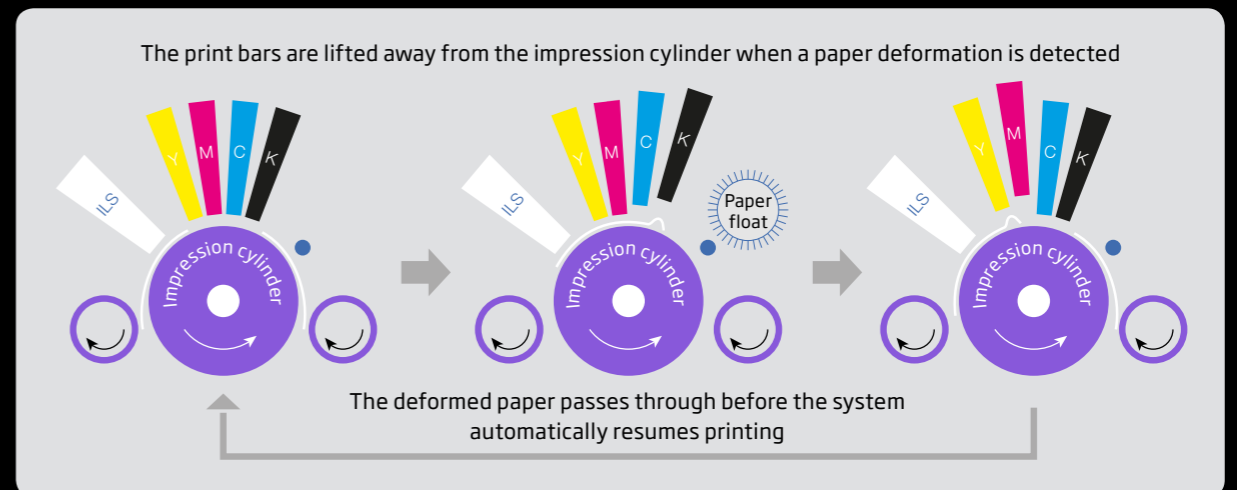 The print bars are lifted away from the impression cylinder when a paper deformation is detected
ILS
Y
M
C
K
Impression cylinder
ILS
Y
M
C
K
Paper
float
Impression cylinder
ILS
Y
M
C
K
Impression cylinder
The deformed paper passes through before the system
automatically resumes printing